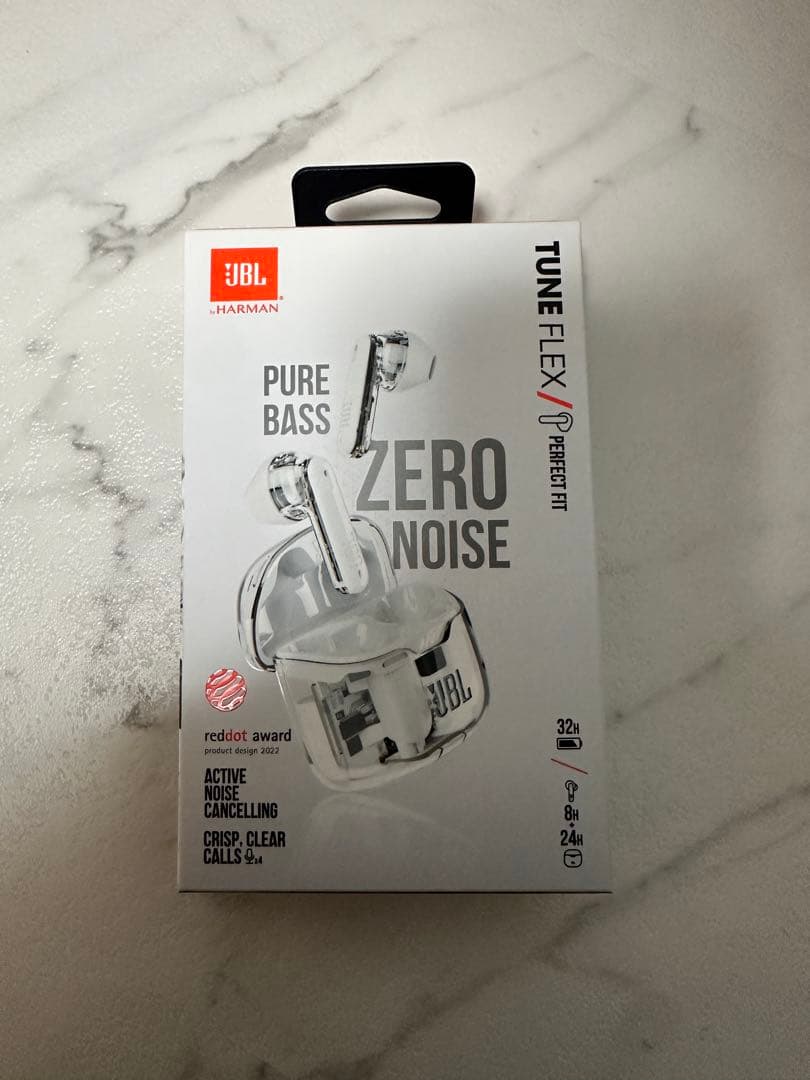 JBL
by HARMAN
TUNE FLEX
PERFECT FIT
PURE
BASS
ZERO
NOISE
JBL
reddot award
product design 2022
ACTIVE
NOISE
CANCELLING
CRISP, CLEAR
CALLS x4
32H
8H
+
24H